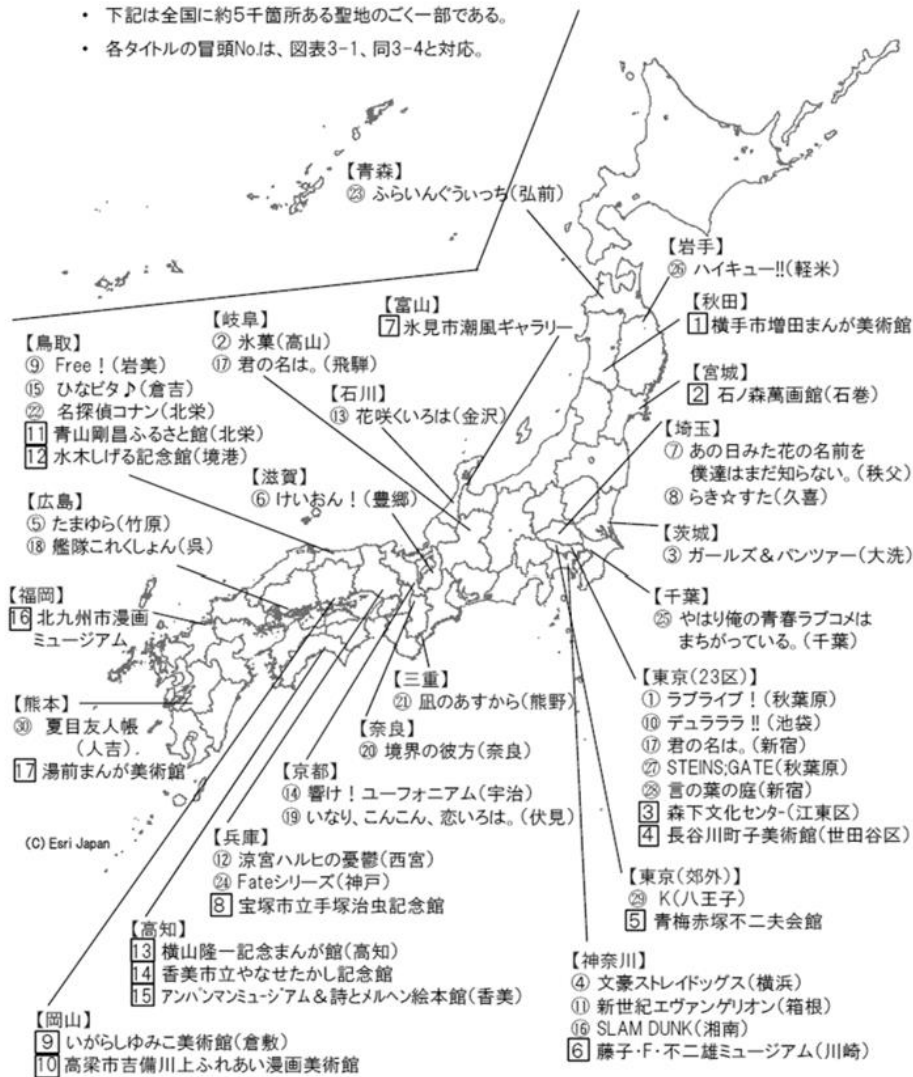 ・ 下記は全国に約5千箇所ある聖地のごく一部である。
・ 各タイトルの冒頭No.は、図表3-1、同3-4と対応。
【青森】
㉓ ふらいんぐうぃっち(弘前)
【岩手】
㉖ ハイキュー!!(軽米)
【秋田】
1 横手市増田まんが美術館
【宮城】
2 石ノ森萬画館(石巻)
【富山】
7 氷見市潮風ギャラリー
【岐阜】
② 氷菓(高山)
⑰ 君の名は。(飛騨)
【鳥取】
⑨ Free！(岩美)
⑮ ひなビタ♪(倉吉)
㉒ 名探偵コナン(北栄)
11 青山剛昌ふるさと館(北栄)
12 水木しげる記念館(境港)
【石川】
⑬ 花咲くいろは(金沢)
【埼玉】
⑦ あの日みた花の名前を
僕達はまだ知らない。(秩父)
⑧ らき☆すた(久喜)
【滋賀】
⑥ けいおん！(豊郷)
【広島】
⑤ たまゆら(竹原)
⑱ 艦隊これくしょん(呉)
【茨城】
③ ガールズ＆パンツァー(大洗)
【福岡】
16 北九州市漫画
ミュージアム
【千葉】
㉕ やはり俺の青春ラブコメは
まちがっている。(千葉)
【三重】
㉑ 凪のあすから(熊野)
【東京(23区)】
① ラブライブ！(秋葉原)
⑩ デュラララ!!(池袋)
⑰ 君の名は。(新宿)
㉗ STEINS;GATE(秋葉原)
㉘ 言の葉の庭(新宿)
3 森下文化センター(江東区)
4 長谷川町子美術館(世田谷区)
【熊本】
㉚ 夏目友人帳
(人吉)
17 湯前まんが美術館
【奈良】
⑳ 境界の彼方(奈良)
【京都】
⑭ 響け！ユーフォニアム(宇治)
⑲ いなり、こんこん、恋いろは。(伏見)
(C) Esri Japan
【兵庫】
⑫ 涼宮ハルヒの憂鬱(西宮)
㉔ Fateシリーズ(神戸)
8 宝塚市立手塚治虫記念館
【東京(郊外)】
㉙ K(八王子)
5 青梅赤塚不二夫会館
【高知】
13 横山隆一記念まんが館(高知)
14 香美市立やなせたかし記念館
15 アンパンマンミュージアム＆詩とメルヘン絵本館(香美)
【神奈川】
④ 文豪ストレイドッグス(横浜)
⑪ 新世紀エヴァンゲリオン(箱根)
⑯ SLAM DUNK(湘南)
6 藤子・F・不二雄ミュージアム(川崎)
【岡山】
9 いがらしゆみこ美術館(倉敷)
10 高梁市吉備川上ふれあい漫画美術館